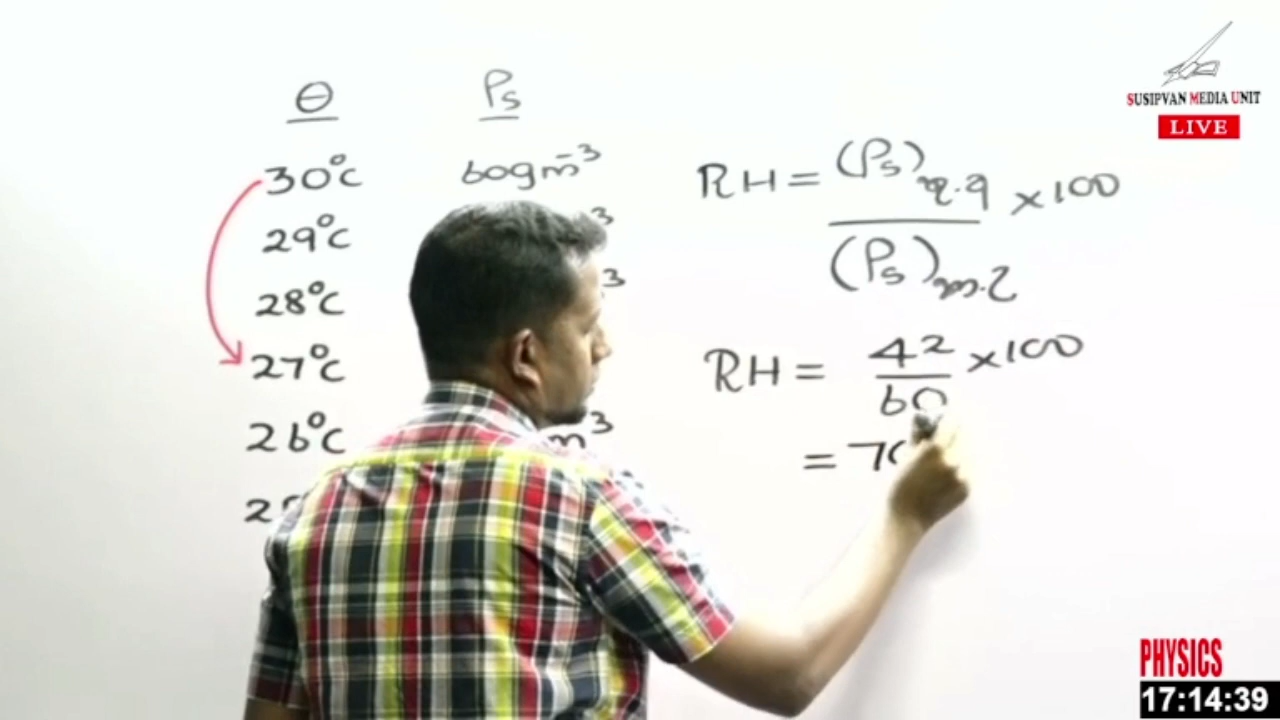 SUSIPVAN MEDIA UNIT
LIVE
θ Ps
30°C 60gm⁻³
29°C
28°C
27°C
26°C
RH = (Ps) / (Ps) × 100
RH = 42/60 × 100
= 70
PHYSICS
17:14:39